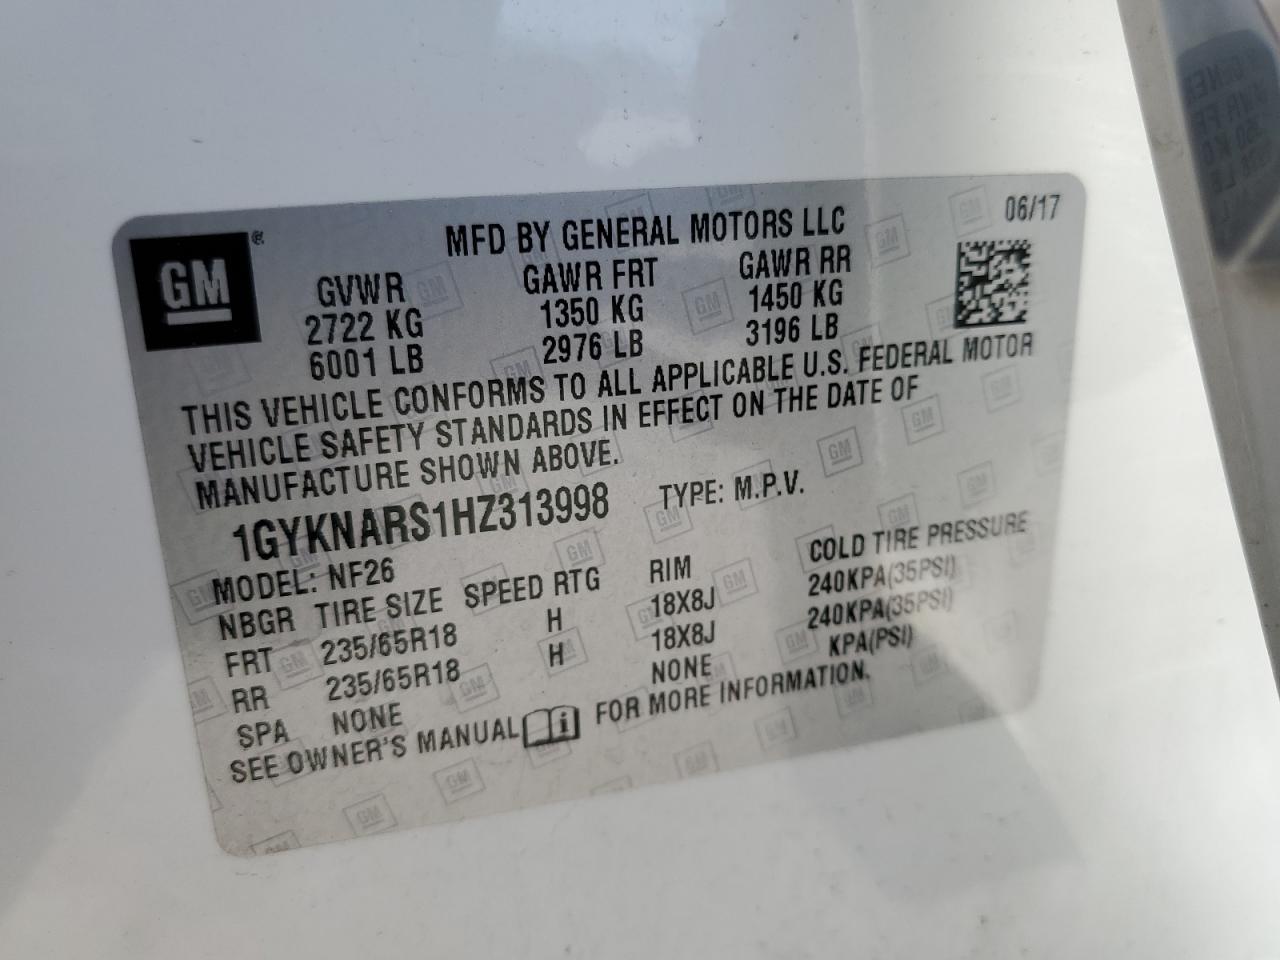 06/17
GM
MFD BY GENERAL MOTORS LLC
GVWR GAWR FRT GAWR RR
2722 KG 1350 KG 1450 KG
6001 LB 2976 LB 3196 LB
THIS VEHICLE CONFORMS TO ALL APPLICABLE U.S. FEDERAL MOTOR
VEHICLE SAFETY STANDARDS IN EFFECT ON THE DATE OF
MANUFACTURE SHOWN ABOVE.
1GYKNARS1HZ313998 TYPE: M.P.V.
MODEL: NF26
NBGR TIRE SIZE SPEED RTG RIM COLD TIRE PRESSURE
FRT 235/65R18 H 18X8J 240KPA(35PSI)
RR 235/65R18 H 18X8J 240KPA(35PSI)
SPA NONE NONE KPA(PSI)
SEE OWNER'S MANUAL FOR MORE INFORMATION.